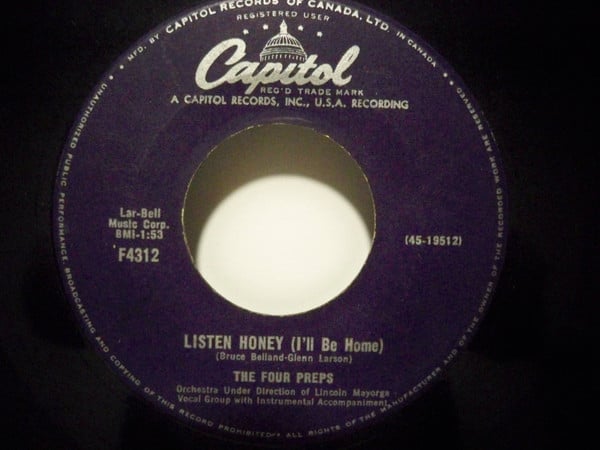 MFD. BY CAPITOL RECORDS OF CANADA, LTD. IN CANADA,
REGISTERED USER
Capitol
REG'D TRADE MARK
A CAPITOL RECORDS, INC., U.S.A. RECORDING
Lar-Bell
Music Corp.
BMI-1:53
F4312
(45-19512)
LISTEN HONEY (I'll Be Home)
(Bruce Belland-Glenn Larson)
THE FOUR PREPS
Orchestra Under Direction of Lincoln Mayorga
Vocal Group with Instrumental Accompaniment
UNAUTHORIZED PUBLIC PERFORMANCE, BROADCASTING AND COPYING OF THIS RECORD PROHIBITED • ALL RIGHTS OF THE MANUFACTURER AND OF THE OWNER OF THE RECORDED WORK ARE RESERVED